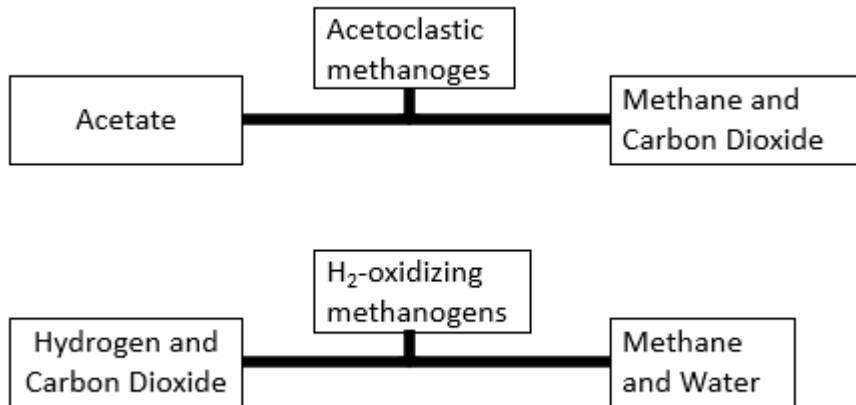 Acetoclastic
methanoges
Acetate
Methane and
Carbon Dioxide
H₂-oxidizing
methanogens
Hydrogen and
Carbon Dioxide
Methane
and Water